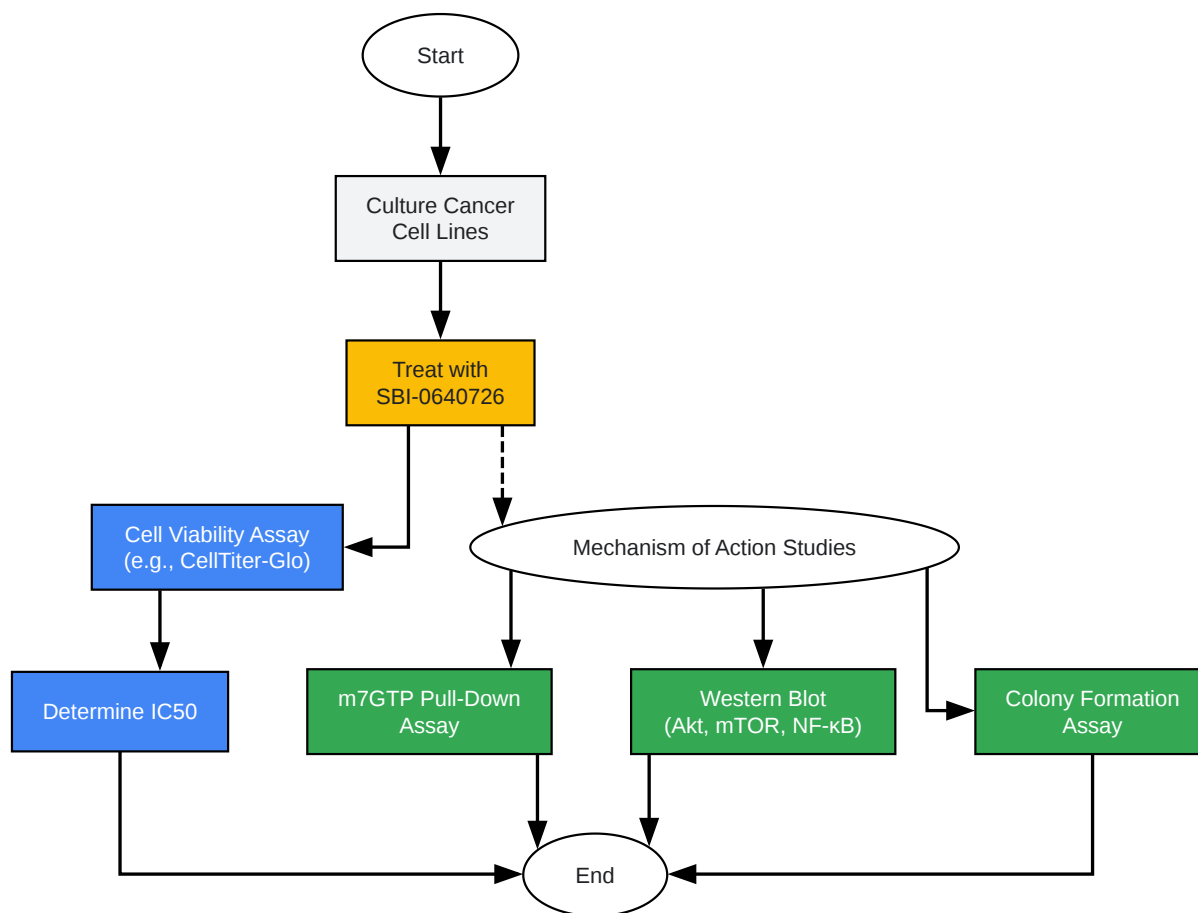 Start
Culture Cancer
Cell Lines
Treat with
SBI-0640726
Cell Viability Assay
(e.g., CellTiter-Glo)
Mechanism of Action Studies
Determine IC50
m7GTP Pull-Down
Assay
Western Blot
(Akt, mTOR, NF-κB)
Colony Formation
Assay
End